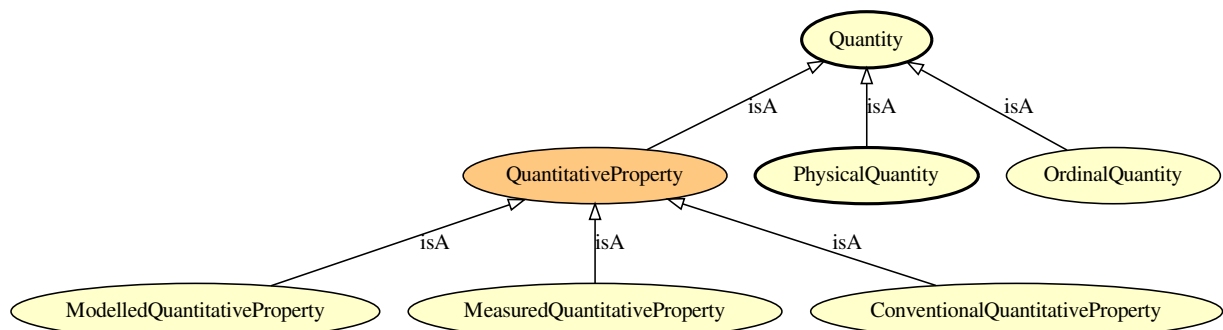 Quantity
isA isA isA
QuantitativeProperty PhysicalQuantity OrdinalQuantity
isA isA isA
ModelledQuantitativeProperty MeasuredQuantitativeProperty ConventionalQuantitativeProperty